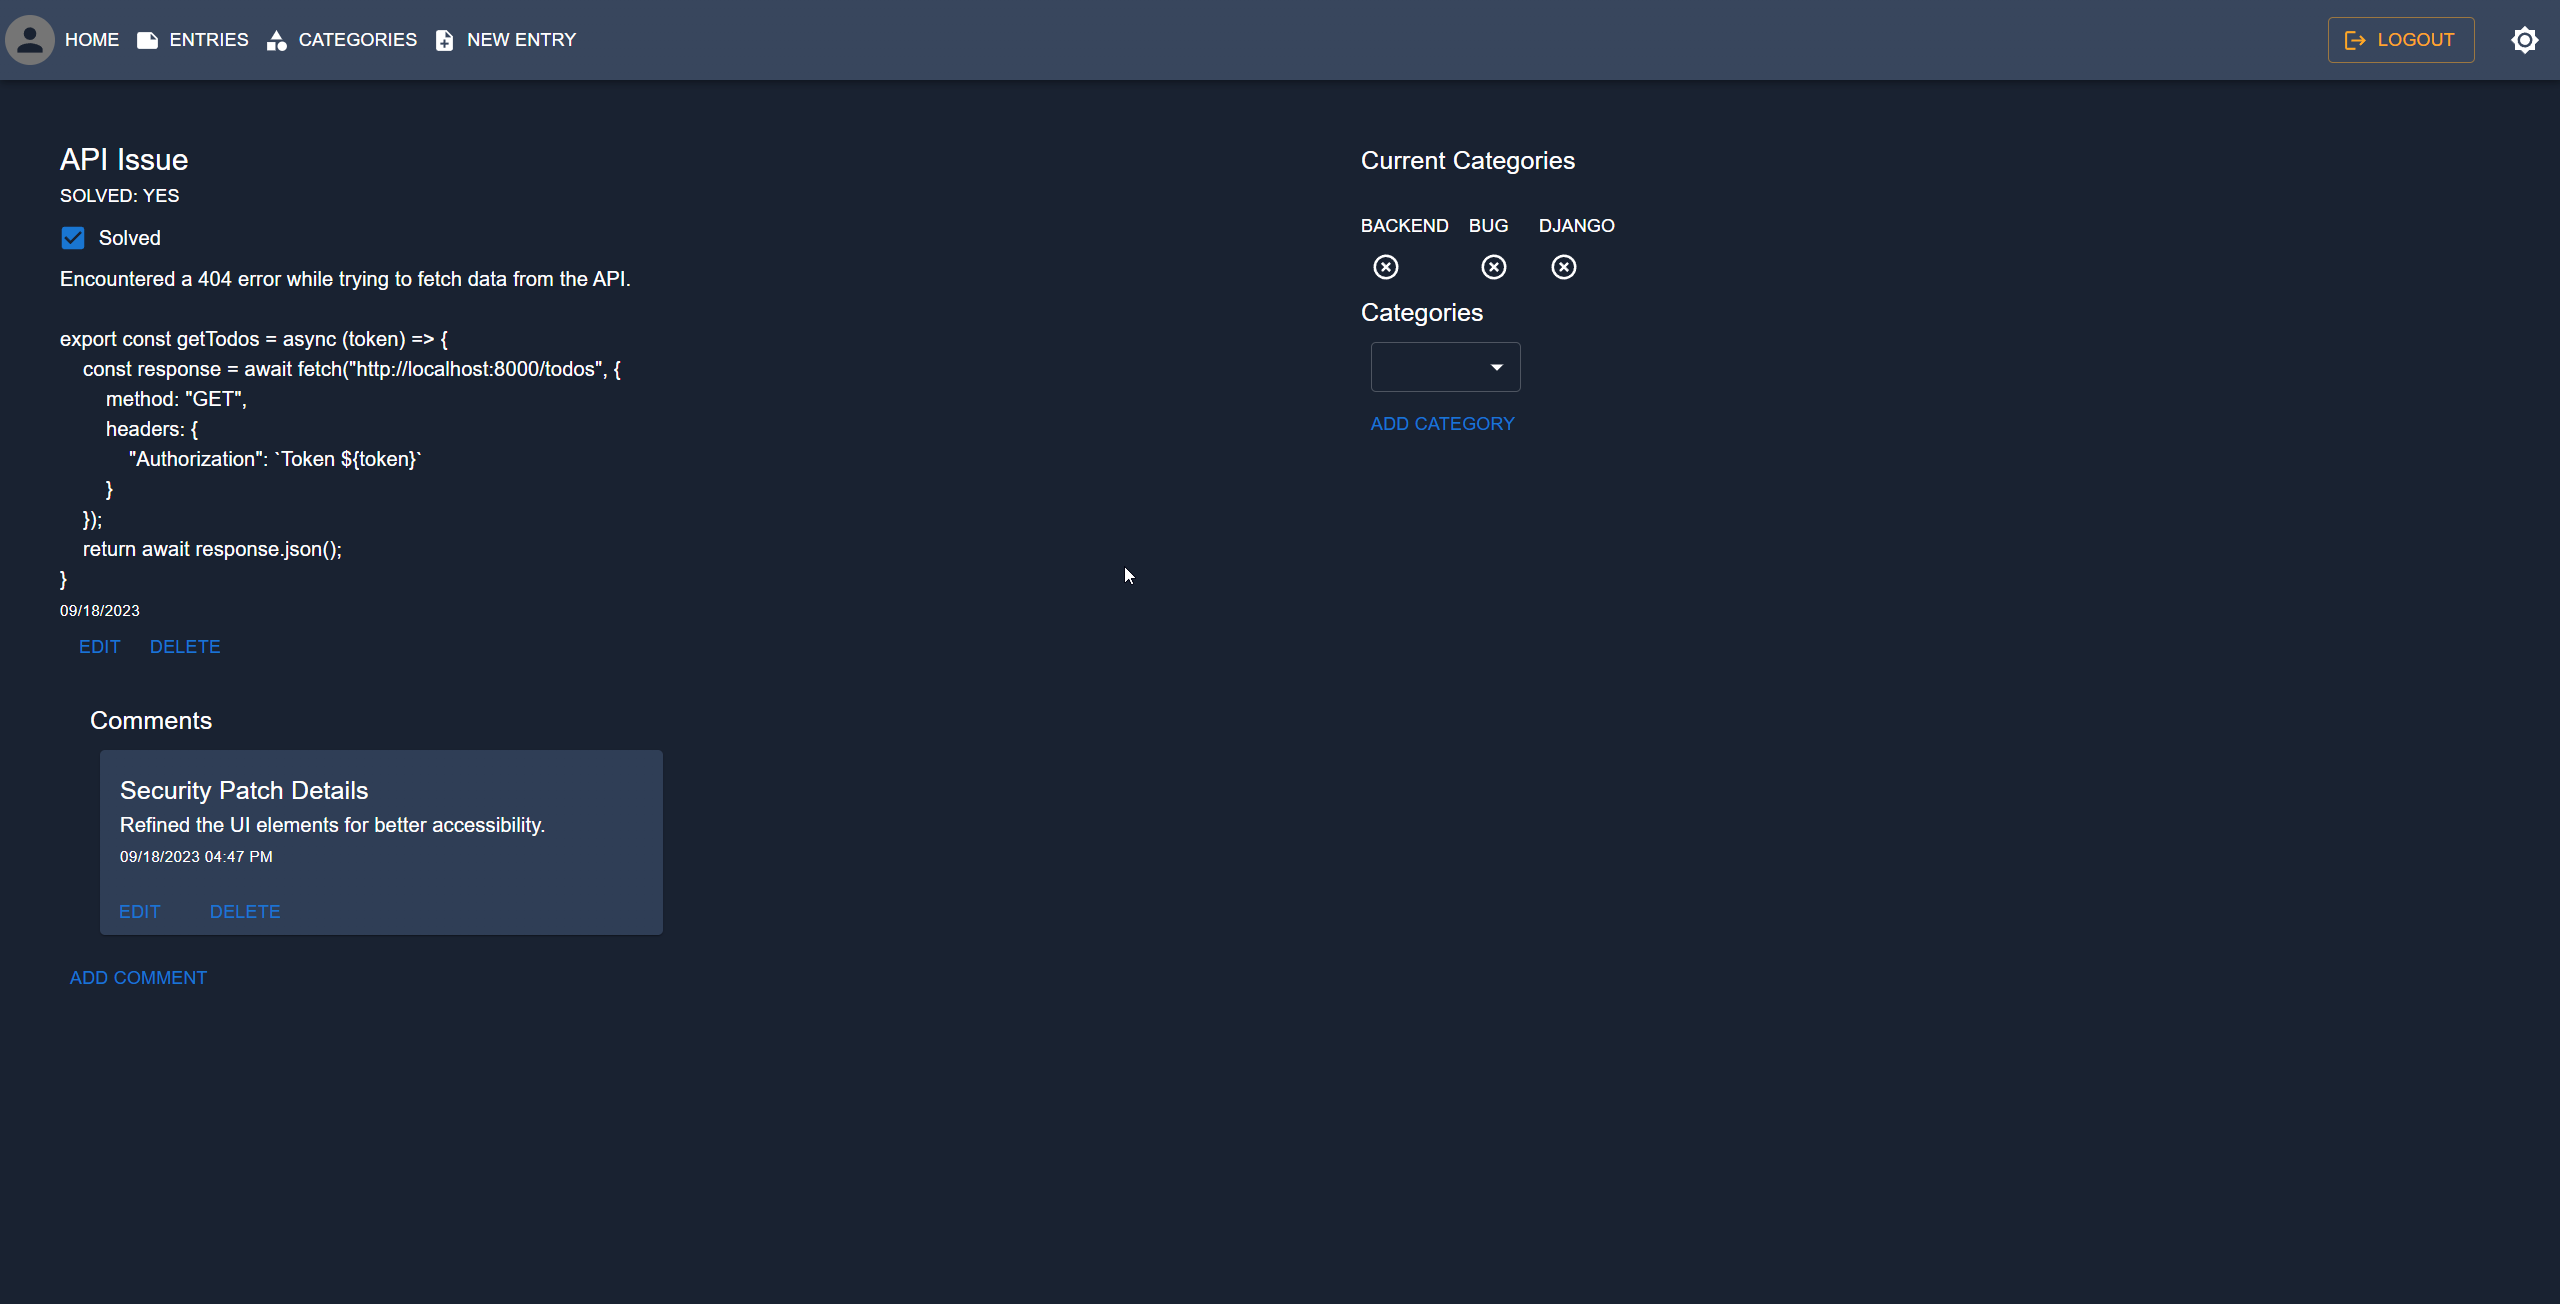 HOME ENTRIES CATEGORIES NEW ENTRY LOGOUT
API Issue
SOLVED: YES
Solved
Encountered a 404 error while trying to fetch data from the API.
export const getTodos = async (token) => {
    const response = await fetch("http://localhost:8000/todos", {
        method: "GET",
        headers: {
            "Authorization": `Token ${token}`
        }
    });
    return await response.json();
}
09/18/2023
EDIT DELETE
Comments
Security Patch Details
Refined the UI elements for better accessibility.
09/18/2023 04:47 PM
EDIT DELETE
ADD COMMENT
Current Categories
BACKEND BUG DJANGO
Categories
ADD CATEGORY